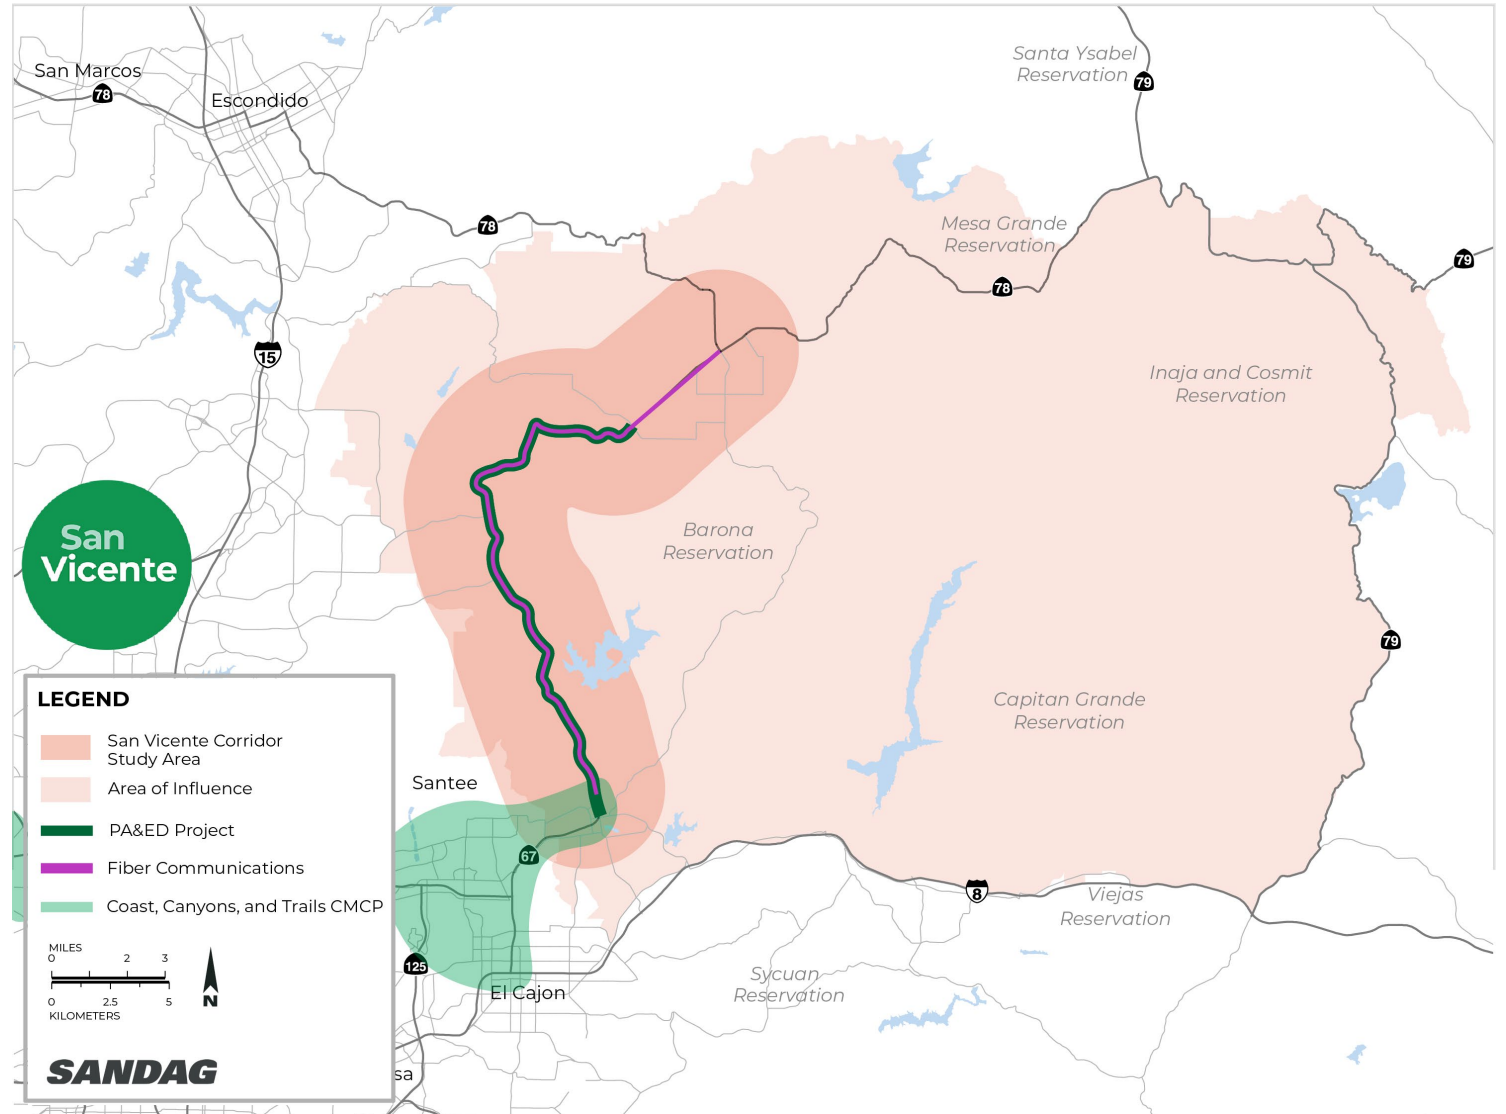 San Marcos
78
Escondido
Santa Ysabel
Reservation
79
78
Mesa Grande
Reservation
78
79
15
Inaja and Cosmit
Reservation
San
Vicente
Barona
Reservation
79
Capitan Grande
Reservation
Santee
67
8
Viejas
Reservation
125
El Cajon
Sycuan
Reservation
sa
LEGEND
San Vicente Corridor
Study Area
Area of Influence
PA&ED Project
Fiber Communications
Coast, Canyons, and Trails CMCP
MILES
0 2 3
0 2.5 5
KILOMETERS
N
SANDAG